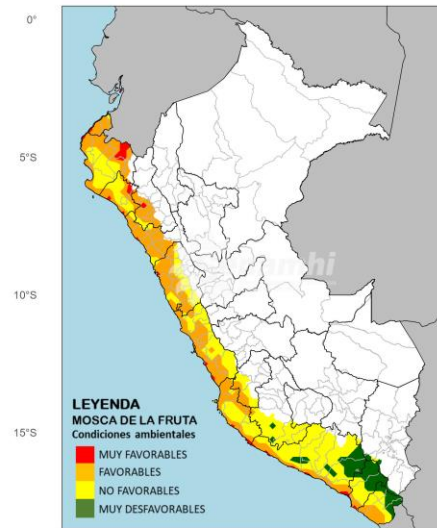 0°
5°S
10°S
15°S
LEYENDA
MOSCA DE LA FRUTA
Condiciones ambientales
MUY FAVORABLES
FAVORABLES
NO FAVORABLES
MUY DESFAVORABLES